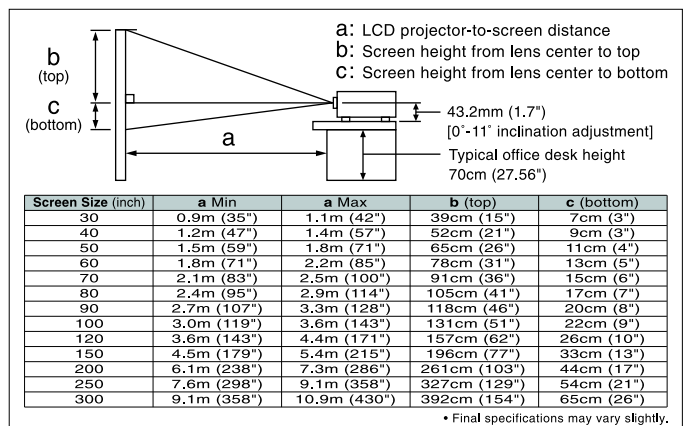 a: LCD projector-to-screen distance
b: Screen height from lens center to top
c: Screen height from lens center to bottom
b
(top)
c
(bottom)
a
43.2mm (1.7")
[0˚-11˚ inclination adjustment]
Typical office desk height
70cm (27.56")
Screen Size (inch) a Min a Max b (top) c (bottom)
30 0.9m (35") 1.1m (42") 39cm (15") 7cm (3")
40 1.2m (47") 1.4m (57") 52cm (21") 9cm (3")
50 1.5m (59") 1.8m (71") 65cm (26") 11cm (4")
60 1.8m (71") 2.2m (85") 78cm (31") 13cm (5")
70 2.1m (83") 2.5m (100") 91cm (36") 15cm (6")
80 2.4m (95") 2.9m (114") 105cm (41") 17cm (7")
90 2.7m (107") 3.3m (128") 118cm (46") 20cm (8")
100 3.0m (119") 3.6m (143") 131cm (51") 22cm (9")
120 3.6m (143") 4.4m (171") 157cm (62") 26cm (10")
150 4.5m (179") 5.4m (215") 196cm (77") 33cm (13")
200 6.1m (238") 7.3m (286") 261cm (103") 44cm (17")
250 7.6m (298") 9.1m (358") 327cm (129") 54cm (21")
300 9.1m (358") 10.9m (430") 392cm (154") 65cm (26")
• Final specifications may vary slightly.